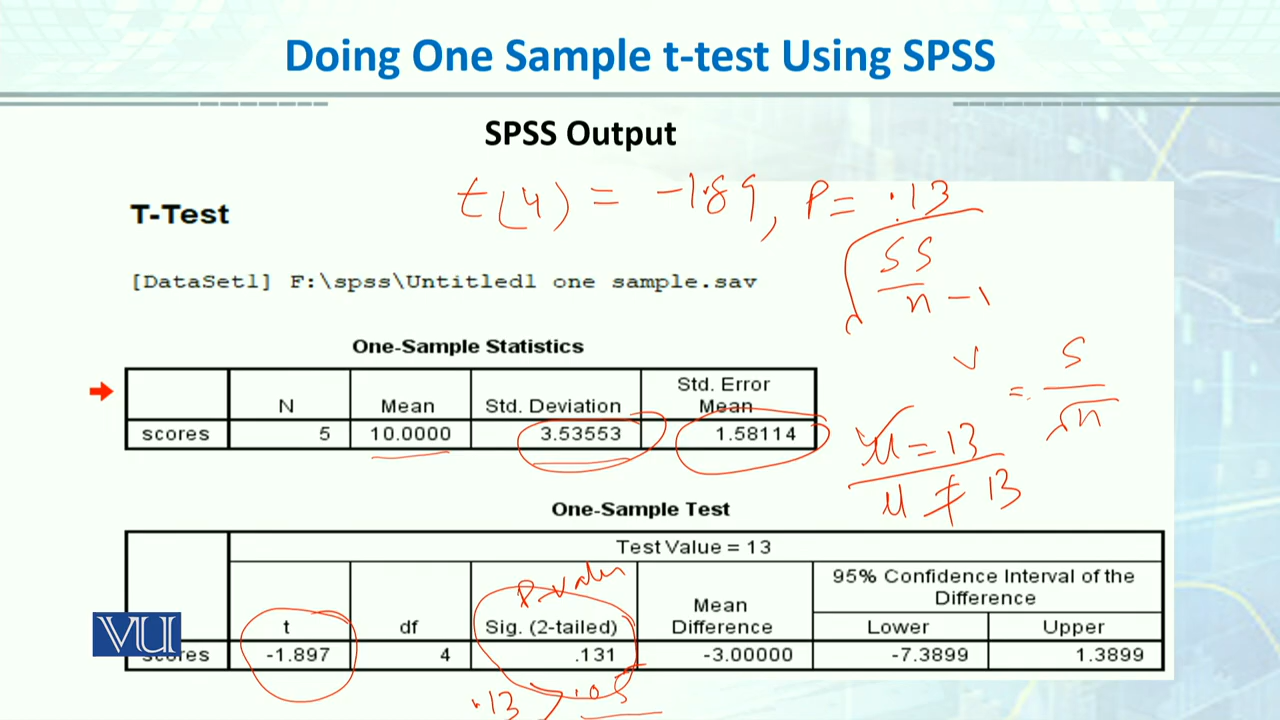 Doing One Sample t-test Using SPSS
SPSS Output
t(4) = -1.89, P = .13
T-Test
SS
n-1
[DataSet1] F:\spss\Untitled1 one sample.sav
One-Sample Statistics
N Mean Std. Deviation Std. Error Mean
scores 5 10.0000 3.53553 1.58114
= S
√n
μ = 13
μ ≠ 13
One-Sample Test
Test Value = 13
P value
t df Sig. (2-tailed) Mean Difference 95% Confidence Interval of the Difference
Lower Upper
VU
scores -1.897 4 .131 -3.00000 -7.3899 1.3899
.13 > .05